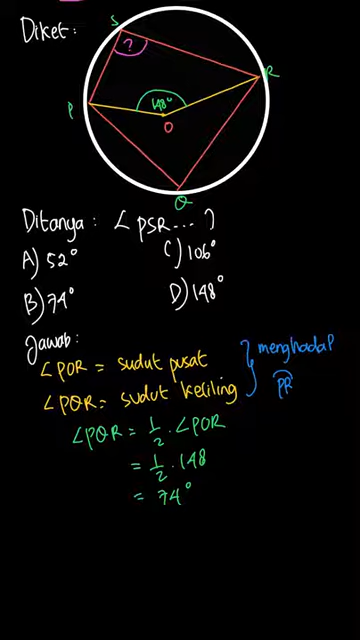 Diket:
S
?
R
148°
P
O
Q
Ditanya: ∠PSR...?
A) 52°
C) 106°
B) 74°
D) 148°
Jawab:
∠POR = sudut pusat
∠PQR = sudut keliling
menghadap
PR
∠PQR = 1/2 . ∠POR
= 1/2 . 148
= 74°